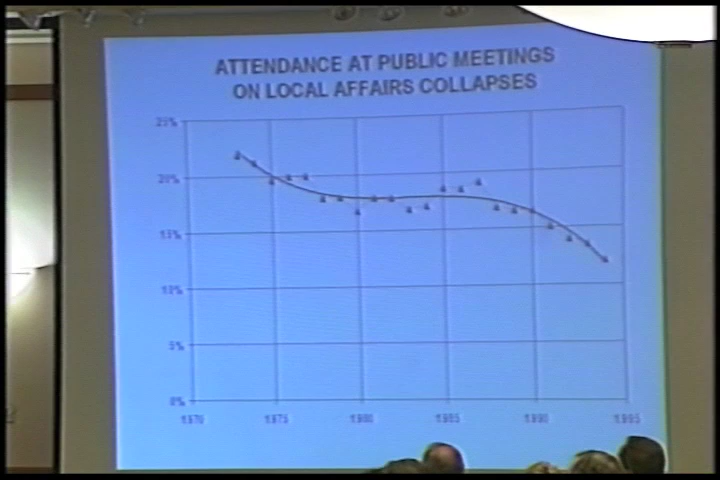 ATTENDANCE AT PUBLIC MEETINGS
ON LOCAL AFFAIRS COLLAPSES
25%
20%
15%
10%
5%
0%
1970 1975 1980 1985 1990 1995